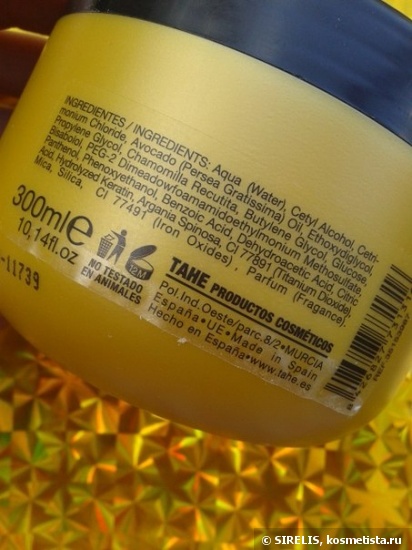 INGREDIENTES / INGREDIENTS: Aqua (Water), Cetyl Alcohol, Cetri-
monium Chloride, Avocado (Persea Gratissima) Oil, Ethoxydiglycol,
Propylene Glycol, Chamomilla Recutita, Butylene Glycol, Glucose,
Bisabolol, PEG-2 Dimeadowfoamamidoethylmonium Methosulfate,
Panthenol, Phenoxyethanol, Benzoic Acid, Dehydroacetic Acid, Citric
Acid, Hydrolyzed Keratin, Argania Spinosa, CI 77891 (Titanium Dioxide),
Mica, Silica, CI 77491 (Iron Oxides), Parfum (Fragance).
300ml e
10.14fl.oz
-11739
12M
NO TESTADO
EN ANIMALES
TAHE PRODUCTOS COSMÉTICOS
Pol.Ind.Oeste/parc.8/2•MURCIA
España•UE•Made in Spain
Hecho en España•www.tahe.es
© SIRELIS, kosmetista.ru